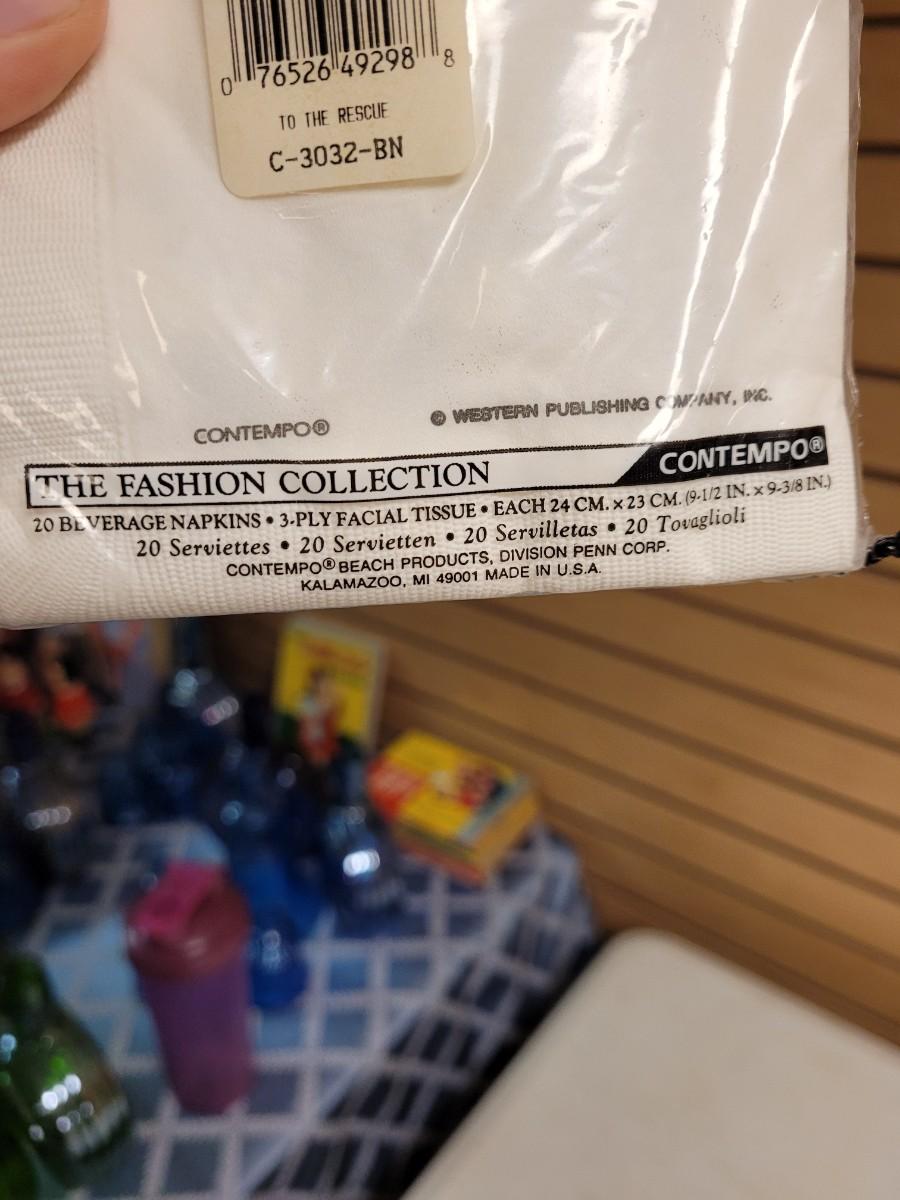 0 76526 49298 8
TO THE RESCUE
C-3032-BN
CONTEMPO® © WESTERN PUBLISHING COMPANY, INC.
THE FASHION COLLECTION CONTEMPO®
20 BEVERAGE NAPKINS • 3-PLY FACIAL TISSUE • EACH 24 CM. x 23 CM. (9-1/2 IN. x 9-3/8 IN.)
20 Serviettes • 20 Servietten • 20 Servilletas • 20 Tovaglioli
CONTEMPO® BEACH PRODUCTS, DIVISION PENN CORP.
KALAMAZOO, MI 49001 MADE IN U.S.A.